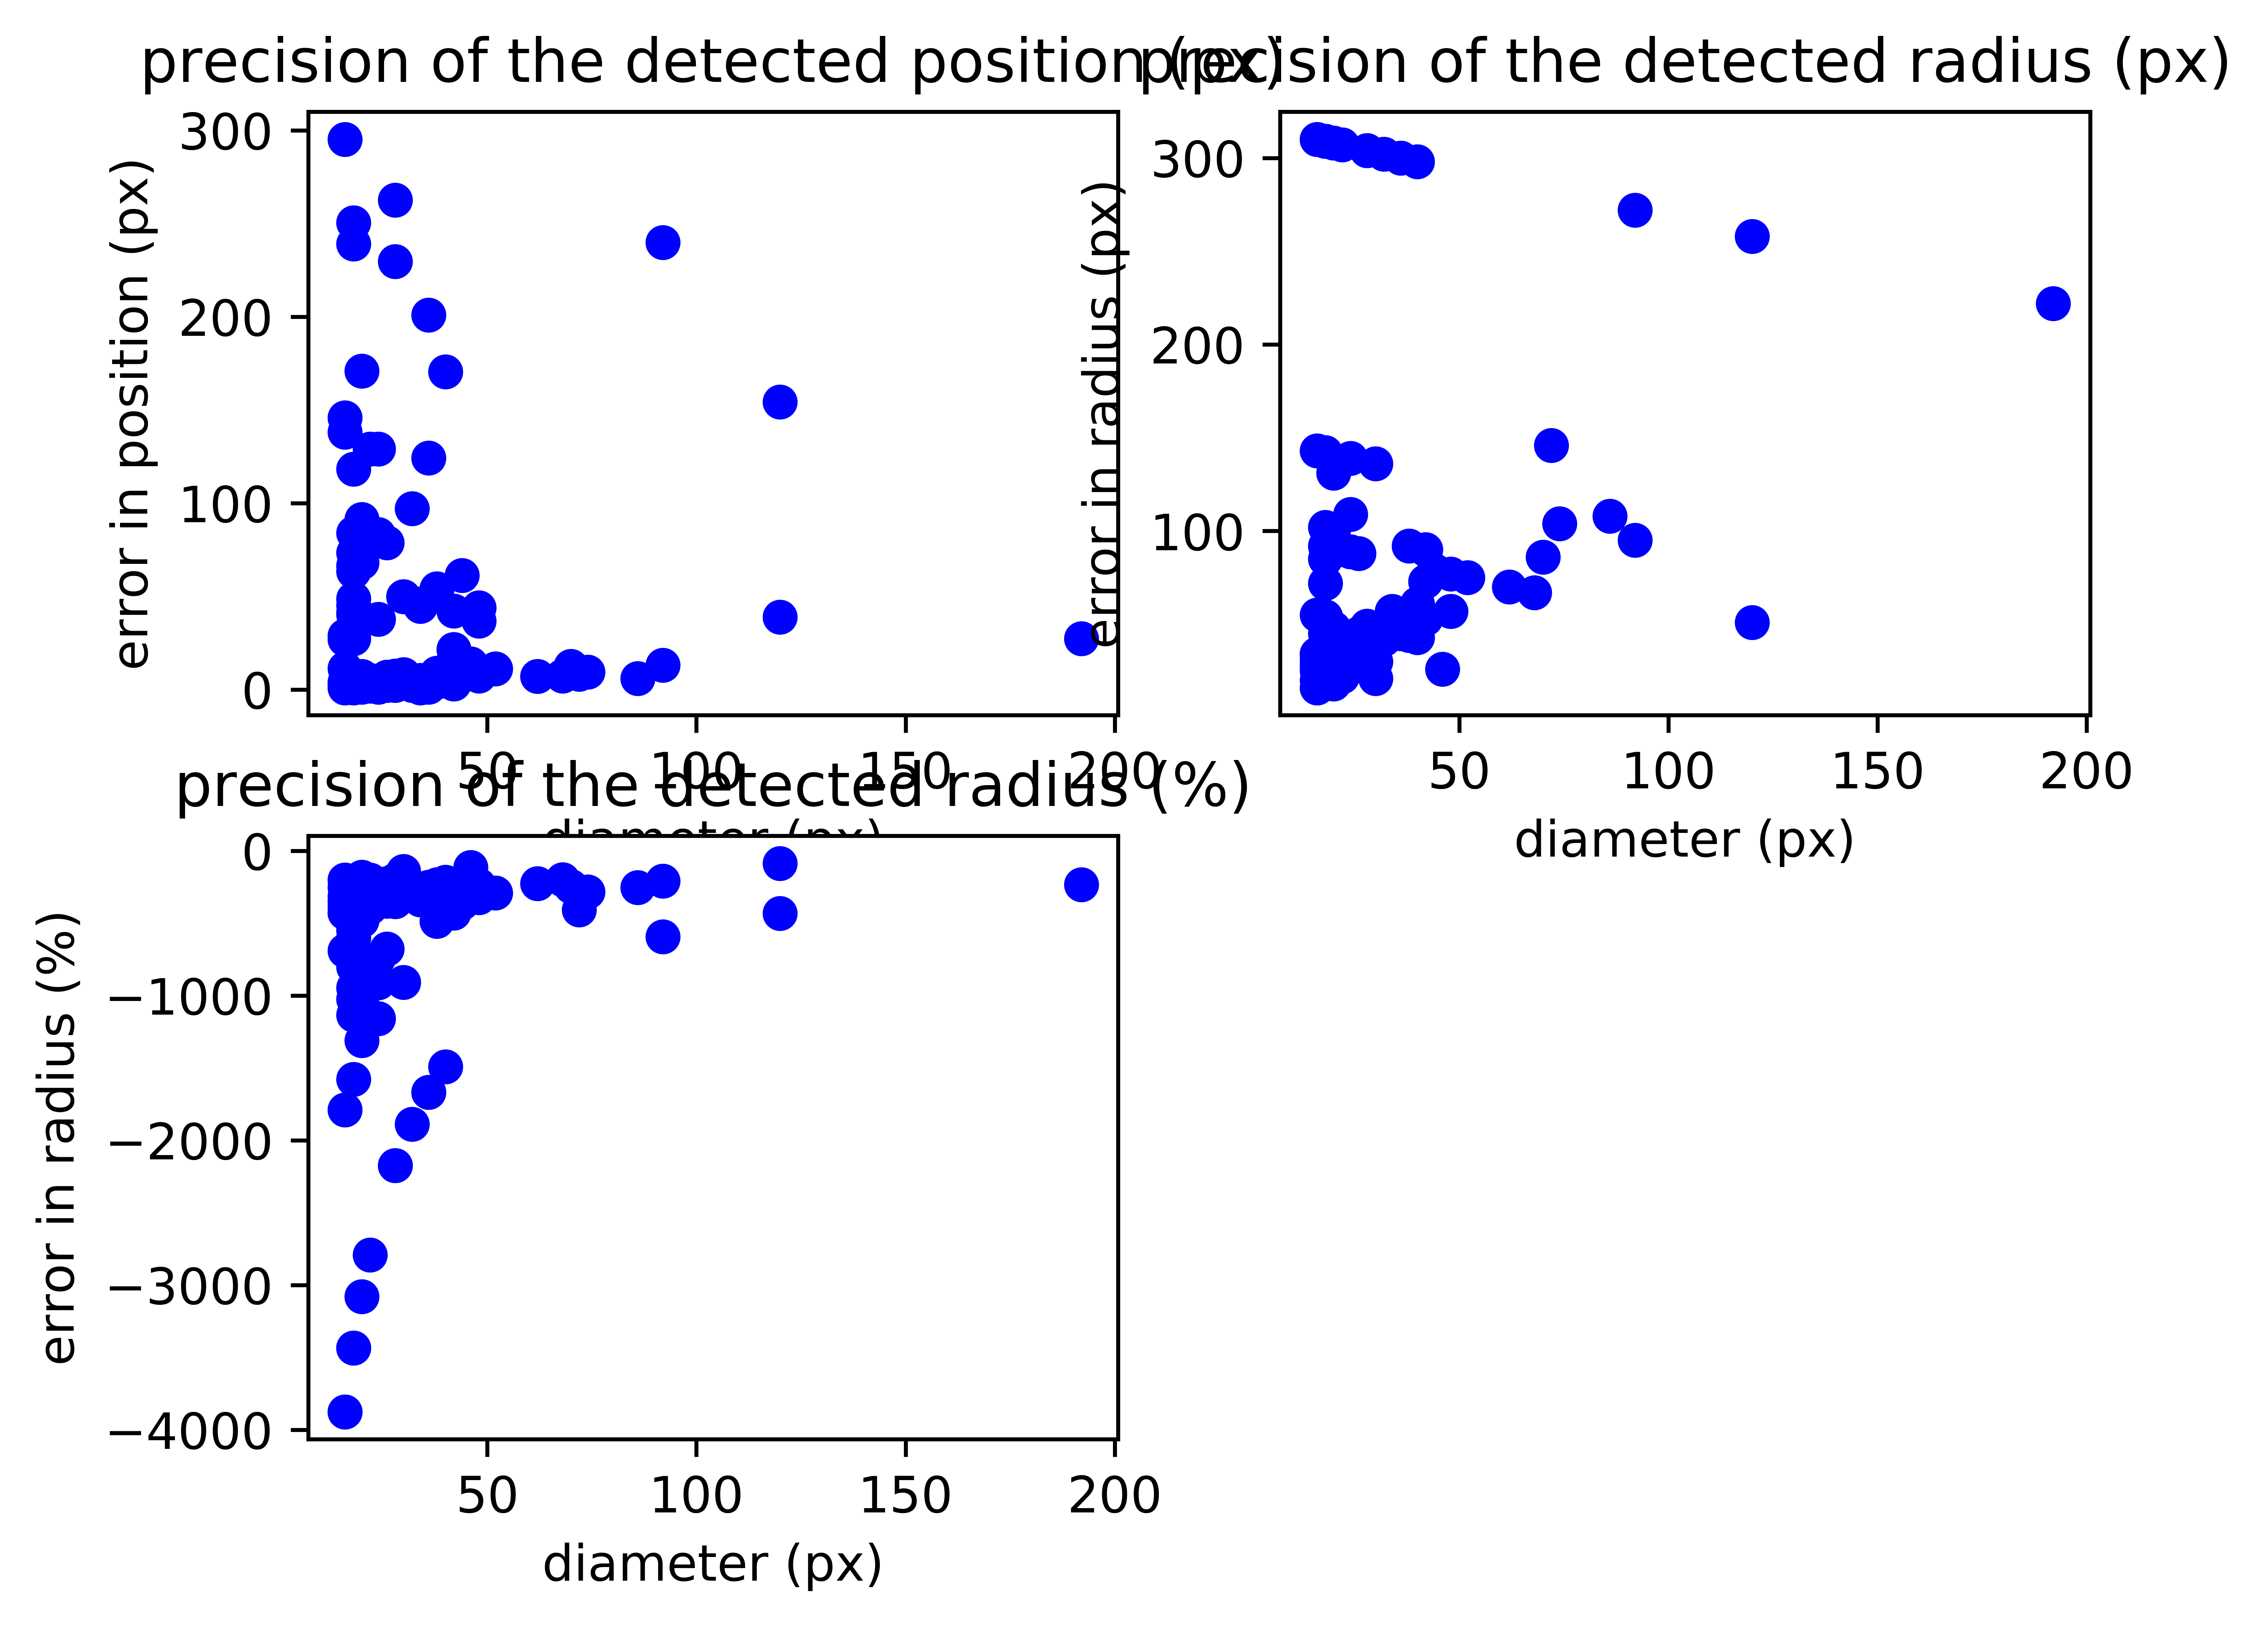 precision of the detected position (px)
error in position (px)
300
200
100
0
50 100 150 200
diameter (px)
precision of the detected radius (px)
error in radius (px)
300
200
100
50 100 150 200
diameter (px)
precision of the detected radius (%)
error in radius (%)
0
−1000
−2000
−3000
−4000
50 100 150 200
diameter (px)